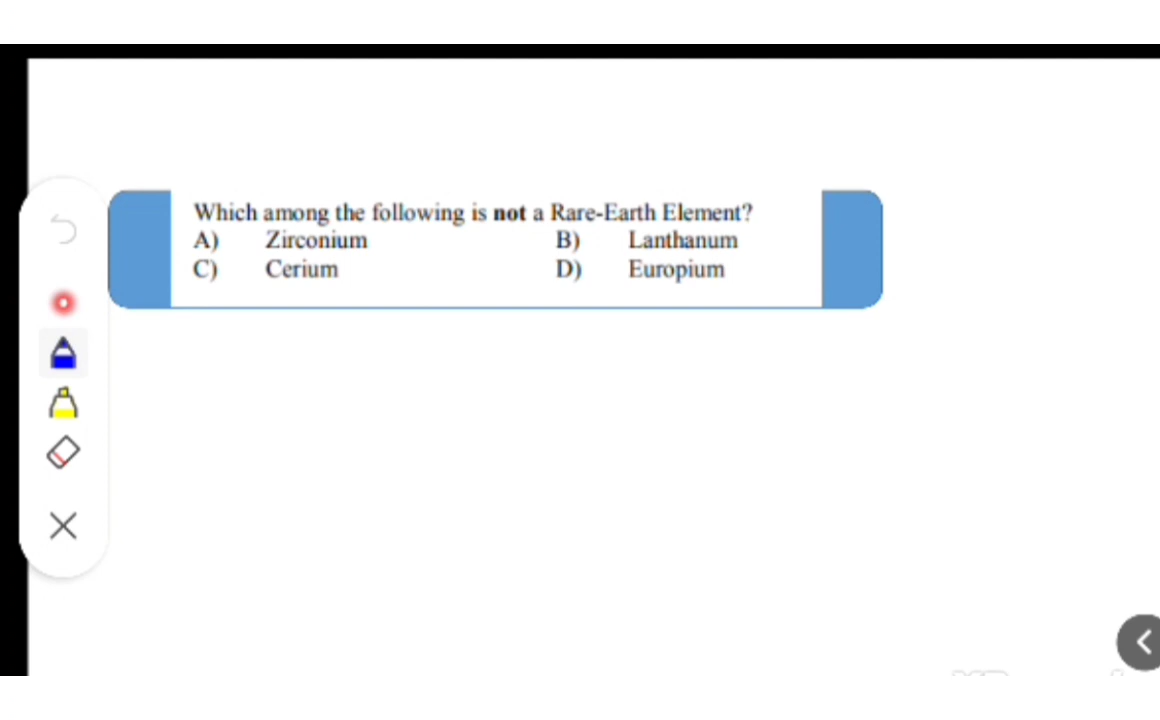 Which among the following is not a Rare-Earth Element?
A) Zirconium B) Lanthanum
C) Cerium D) Europium